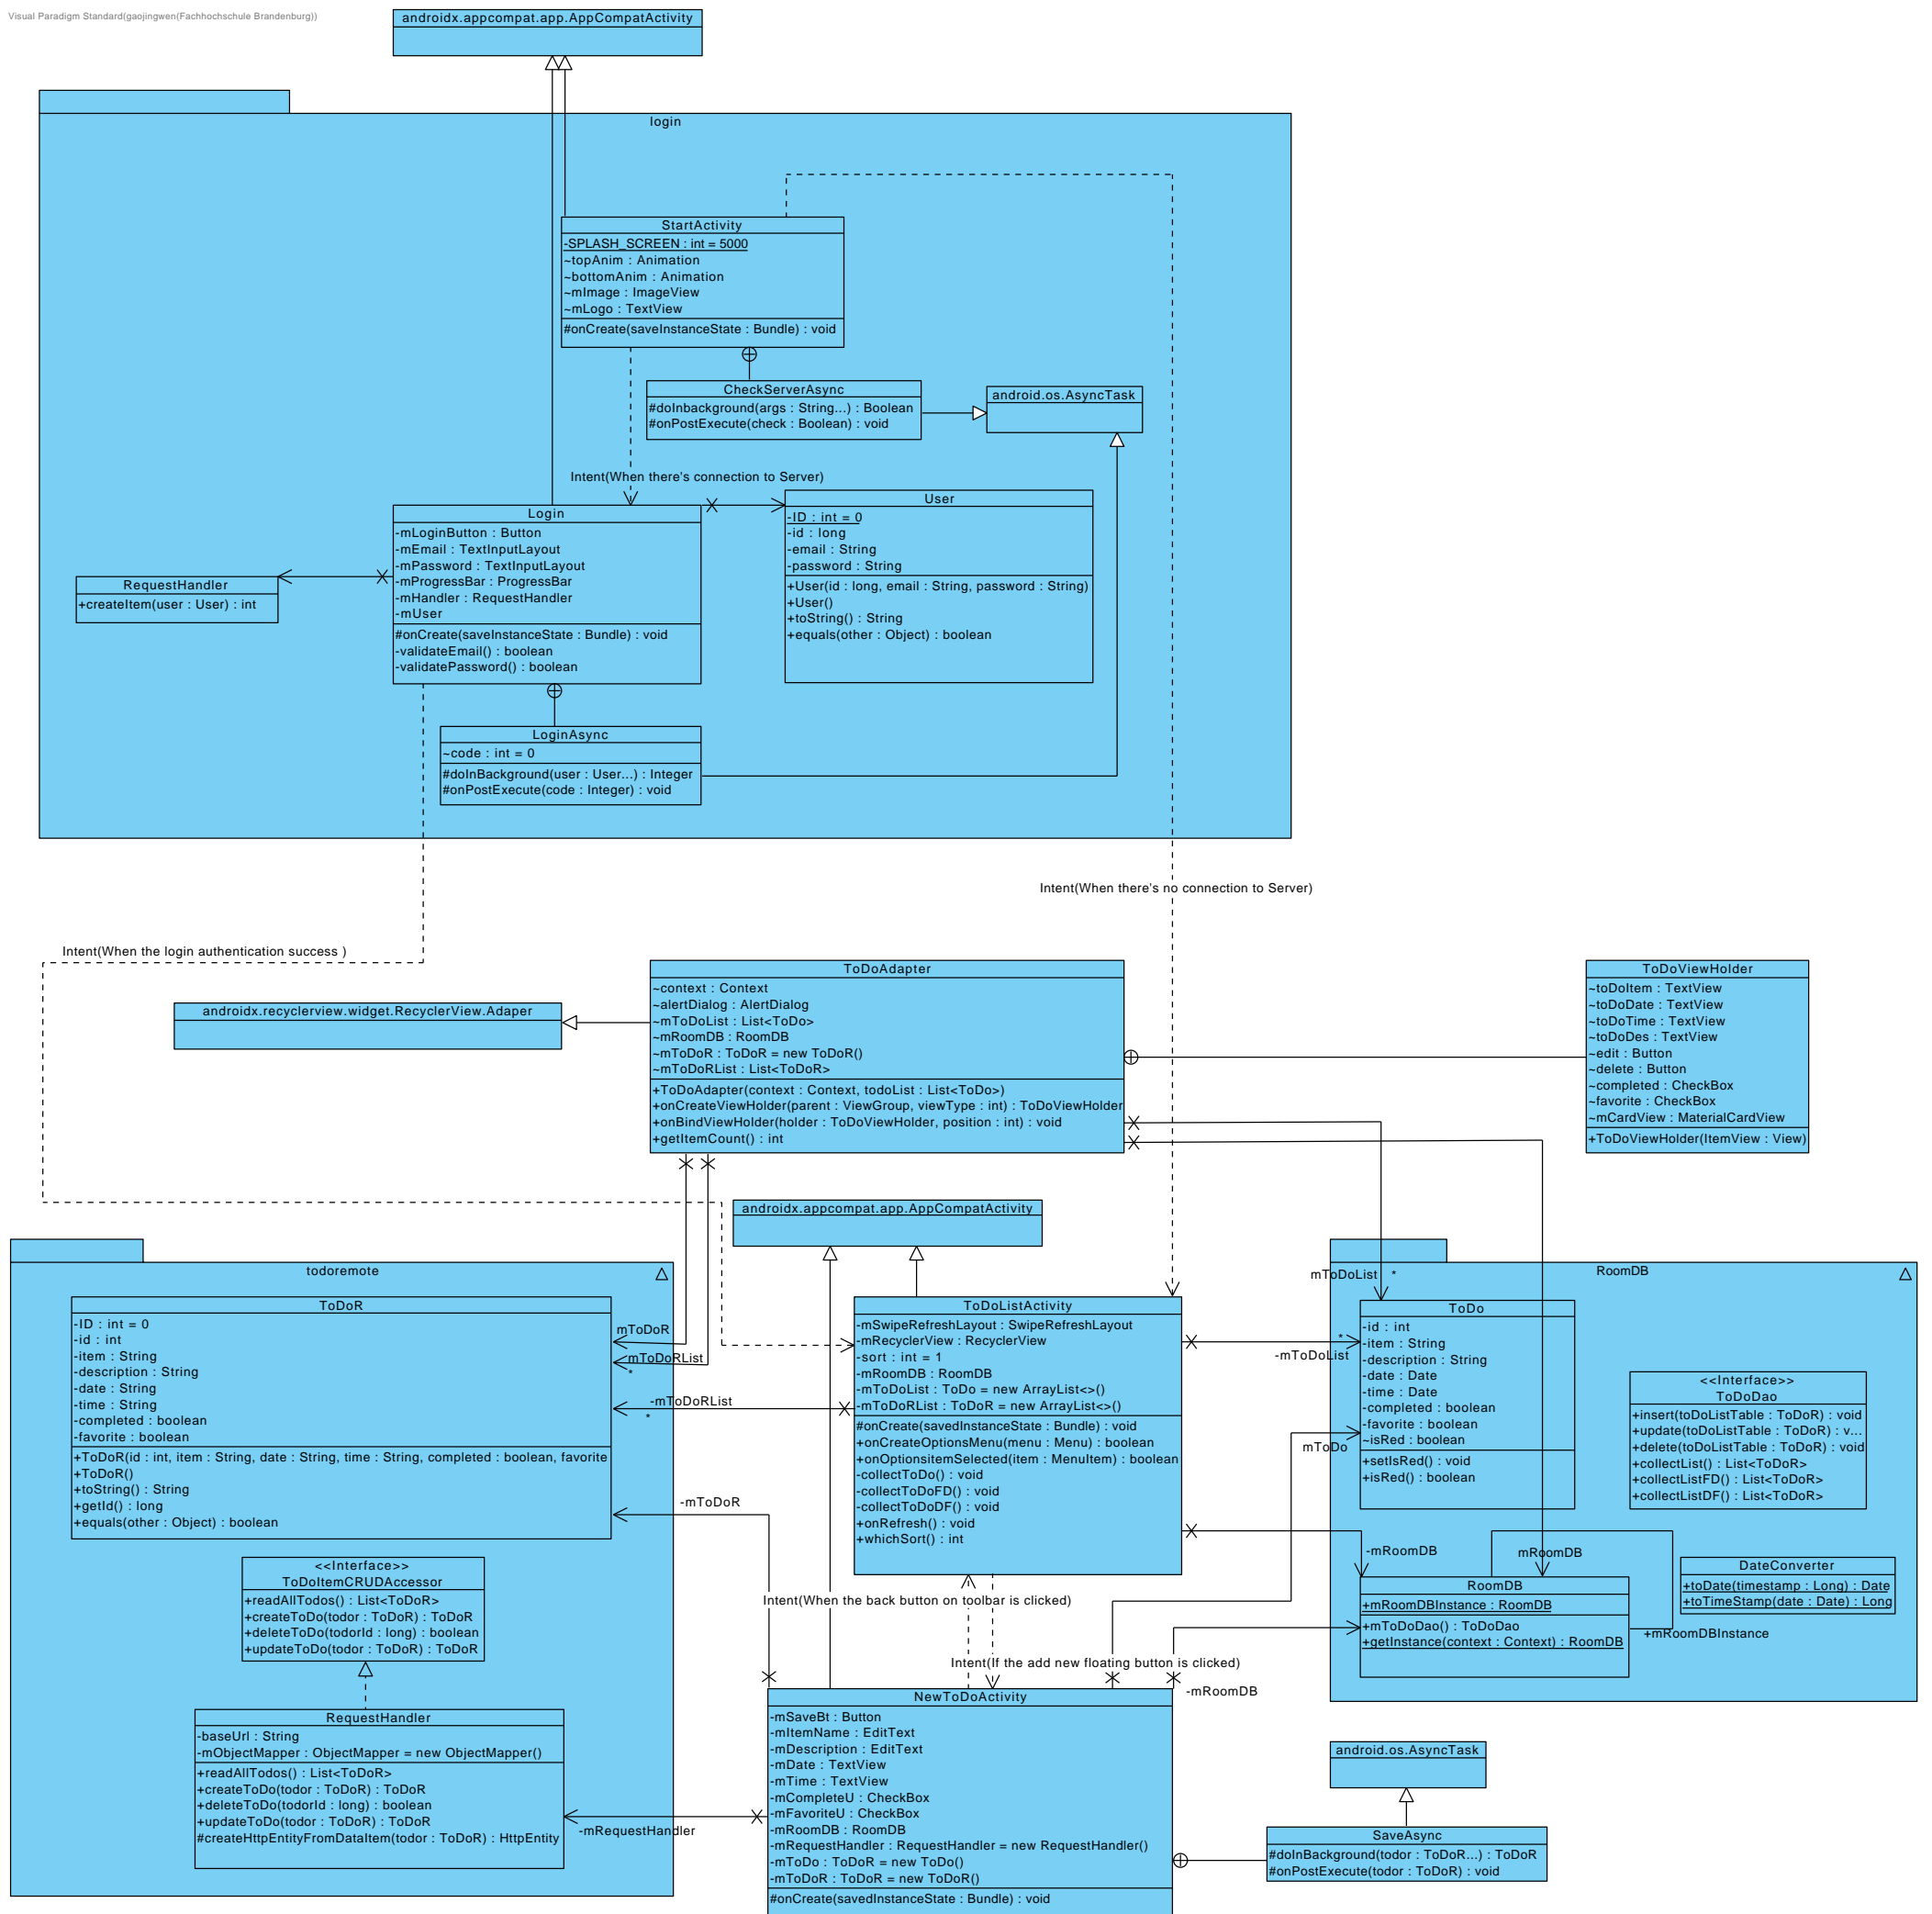 Visual Paradigm Standard(gaojingwen(Fachhochschule Brandenburg))
androidx.appcompat.app.AppCompatActivity
login
StartActivity
-SPLASH_SCREEN : int = 5000
~topAnim : Animation
~bottomAnim : Animation
~mImage : ImageView
~mLogo : TextView
#onCreate(saveInstanceState : Bundle) : void
CheckServerAsync
#doInbackground(args : String...) : Boolean
#onPostExecute(check : Boolean) : void
android.os.AsyncTask
Intent(When there's connection to Server)
Login
-mLoginButton : Button
-mEmail : TextInputLayout
-mPassword : TextInputLayout
-mProgressBar : ProgressBar
-mHandler : RequestHandler
-mUser
#onCreate(saveInstanceState : Bundle) : void
-validateEmail() : boolean
-validatePassword() : boolean
User
-ID : int = 0
-id : long
-email : String
-password : String
+User(id : long, email : String, password : String)
+User()
+toString() : String
+equals(other : Object) : boolean
RequestHandler
+createItem(user : User) : int
LoginAsync
~code : int = 0
#doInBackground(user : User...) : Integer
#onPostExecute(code : Integer) : void
Intent(When there's no connection to Server)
Intent(When the login authentication success )
ToDoAdapter
~context : Context
~alertDialog : AlertDialog
~mToDoList : List<ToDo>
~mRoomDB : RoomDB
~mToDoR : ToDoR = new ToDoR()
~mToDoRList : List<ToDoR>
+ToDoAdapter(context : Context, todoList : List<ToDo>)
+onCreateViewHolder(parent : ViewGroup, viewType : int) : ToDoViewHolder
+onBindViewHolder(holder : ToDoViewHolder, position : int) : void
+getItemCount() : int
ToDoViewHolder
~toDoItem : TextView
~toDoDate : TextView
~toDoTime : TextView
~toDoDes : TextView
~edit : Button
~delete : Button
~completed : CheckBox
~favorite : CheckBox
~mCardView : MaterialCardView
+ToDoViewHolder(ItemView : View)
androidx.recyclerview.widget.RecyclerView.Adaper
androidx.appcompat.app.AppCompatActivity
todoremote
ToDoR
-ID : int = 0
-id : int
-item : String
-description : String
-date : String
-time : String
-completed : boolean
-favorite : boolean
+ToDoR(id : int, item : String, date : String, time : String, completed : boolean, favorite
+ToDoR()
+toString() : String
+getId() : long
+equals(other : Object) : boolean
mToDoR
mToDoRList
*
-mToDoRList
*
-mToDoR
<<Interface>>
ToDoItemCRUDAccessor
+readAllTodos() : List<ToDoR>
+createToDo(todor : ToDoR) : ToDoR
+deleteToDo(todorId : long) : boolean
+updateToDo(todor : ToDoR) : ToDoR
RequestHandler
-baseUrl : String
-mObjectMapper : ObjectMapper = new ObjectMapper()
+readAllTodos() : List<ToDoR>
+createToDo(todor : ToDoR) : ToDoR
+deleteToDo(todorId : long) : boolean
+updateToDo(todor : ToDoR) : ToDoR
#createHttpEntityFromDataItem(todor : ToDoR) : HttpEntity
-mRequestHandler
ToDoListActivity
-mSwipeRefreshLayout : SwipeRefreshLayout
-mRecyclerView : RecyclerView
-sort : int = 1
-mRoomDB : RoomDB
-mToDoList : ToDo = new ArrayList<>()
-mToDoRList : ToDoR = new ArrayList<>()
#onCreate(savedInstanceState : Bundle) : void
+onCreateOptionsMenu(menu : Menu) : boolean
+onOptionsitemSelected(item : MenuItem) : boolean
-collectToDo() : void
-collectToDoFD() : void
-collectToDoDF() : void
+onRefresh() : void
+whichSort() : int
Intent(When the back button on toolbar is clicked)
Intent(If the add new floating button is clicked)
NewToDoActivity
-mSaveBt : Button
-mItemName : EditText
-mDescription : EditText
-mDate : TextView
-mTime : TextView
-mCompleteU : CheckBox
-mFavoriteU : CheckBox
-mRoomDB : RoomDB
-mRequestHandler : RequestHandler = new RequestHandler()
-mToDo : ToDoR = new ToDo()
-mToDoR : ToDoR = new ToDoR()
#onCreate(savedInstanceState : Bundle) : void
RoomDB
mToDoList *
ToDo
-id : int
-item : String
-description : String
-date : Date
-time : Date
-completed : boolean
-favorite : boolean
~isRed : boolean
+setIsRed() : void
+isRed() : boolean
*
-mToDoList
mToDo
<<Interface>>
ToDoDao
+insert(toDoListTable : ToDoR) : void
+update(toDoListTable : ToDoR) : v...
+delete(toDoListTable : ToDoR) : void
+collectList() : List<ToDoR>
+collectListFD() : List<ToDoR>
+collectListDF() : List<ToDoR>
-mRoomDB
mRoomDB
RoomDB
+mRoomDBInstance : RoomDB
+mToDoDao() : ToDoDao
+getInstance(context : Context) : RoomDB
+mRoomDBInstance
DateConverter
+toDate(timestamp : Long) : Date
+toTimeStamp(date : Date) : Long
-mRoomDB
android.os.AsyncTask
SaveAsync
#doInBackground(todor : ToDoR...) : ToDoR
#onPostExecute(todor : ToDoR) : void